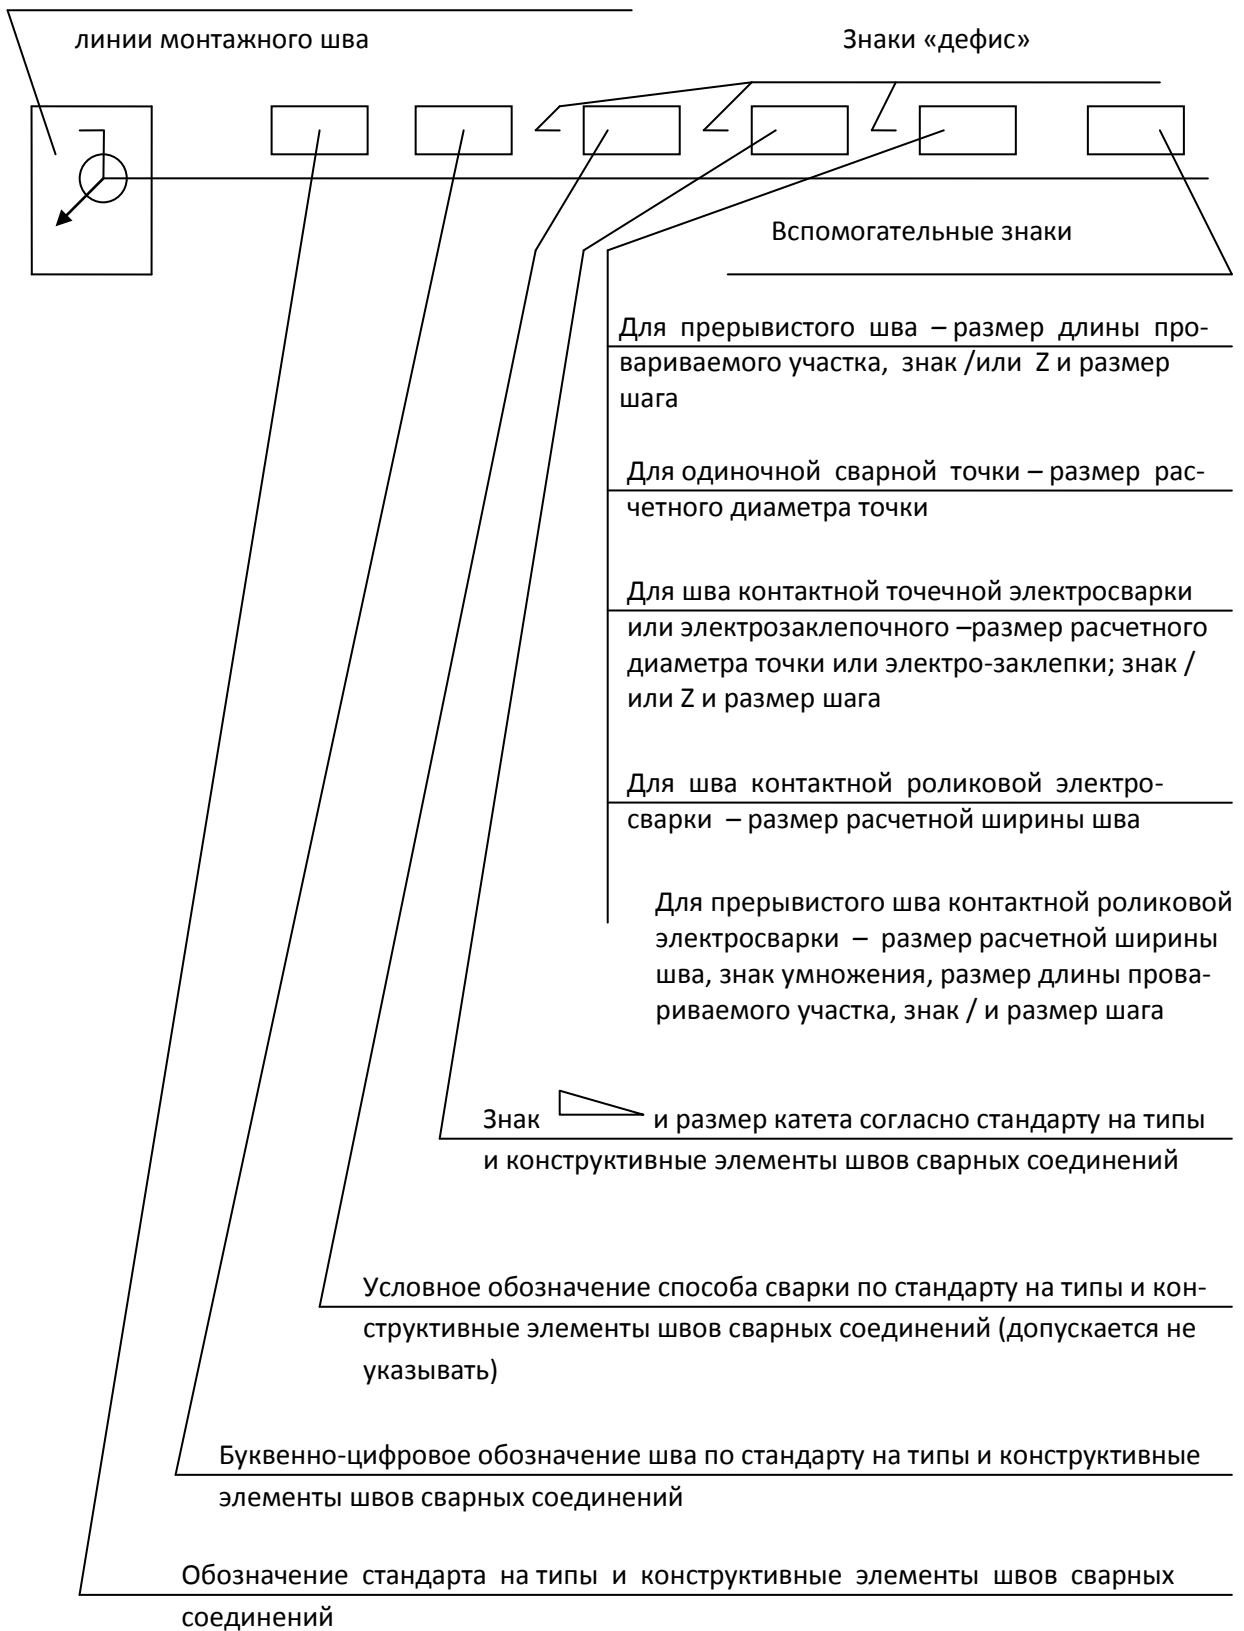 линии монтажного шва
Знаки «дефис»
Вспомогательные знаки
Для прерывистого шва – размер длины про-
вариваемого участка, знак /или Z и размер
шага
Для одиночной сварной точки – размер рас-
четного диаметра точки
Для шва контактной точечной электросварки
или электрозаклепочного –размер расчетного
диаметра точки или электро-заклепки; знак /
или Z и размер шага
Для шва контактной роликовой электро-
сварки – размер расчетной ширины шва
Для прерывистого шва контактной роликовой
электросварки – размер расчетной ширины
шва, знак умножения, размер длины прова-
риваемого участка, знак / и размер шага
Знак и размер катета согласно стандарту на типы
и конструктивные элементы швов сварных соединений
Условное обозначение способа сварки по стандарту на типы и кон-
структивные элементы швов сварных соединений (допускается не
указывать)
Буквенно-цифровое обозначение шва по стандарту на типы и конструктивные
элементы швов сварных соединений
Обозначение стандарта на типы и конструктивные элементы швов сварных
соединений